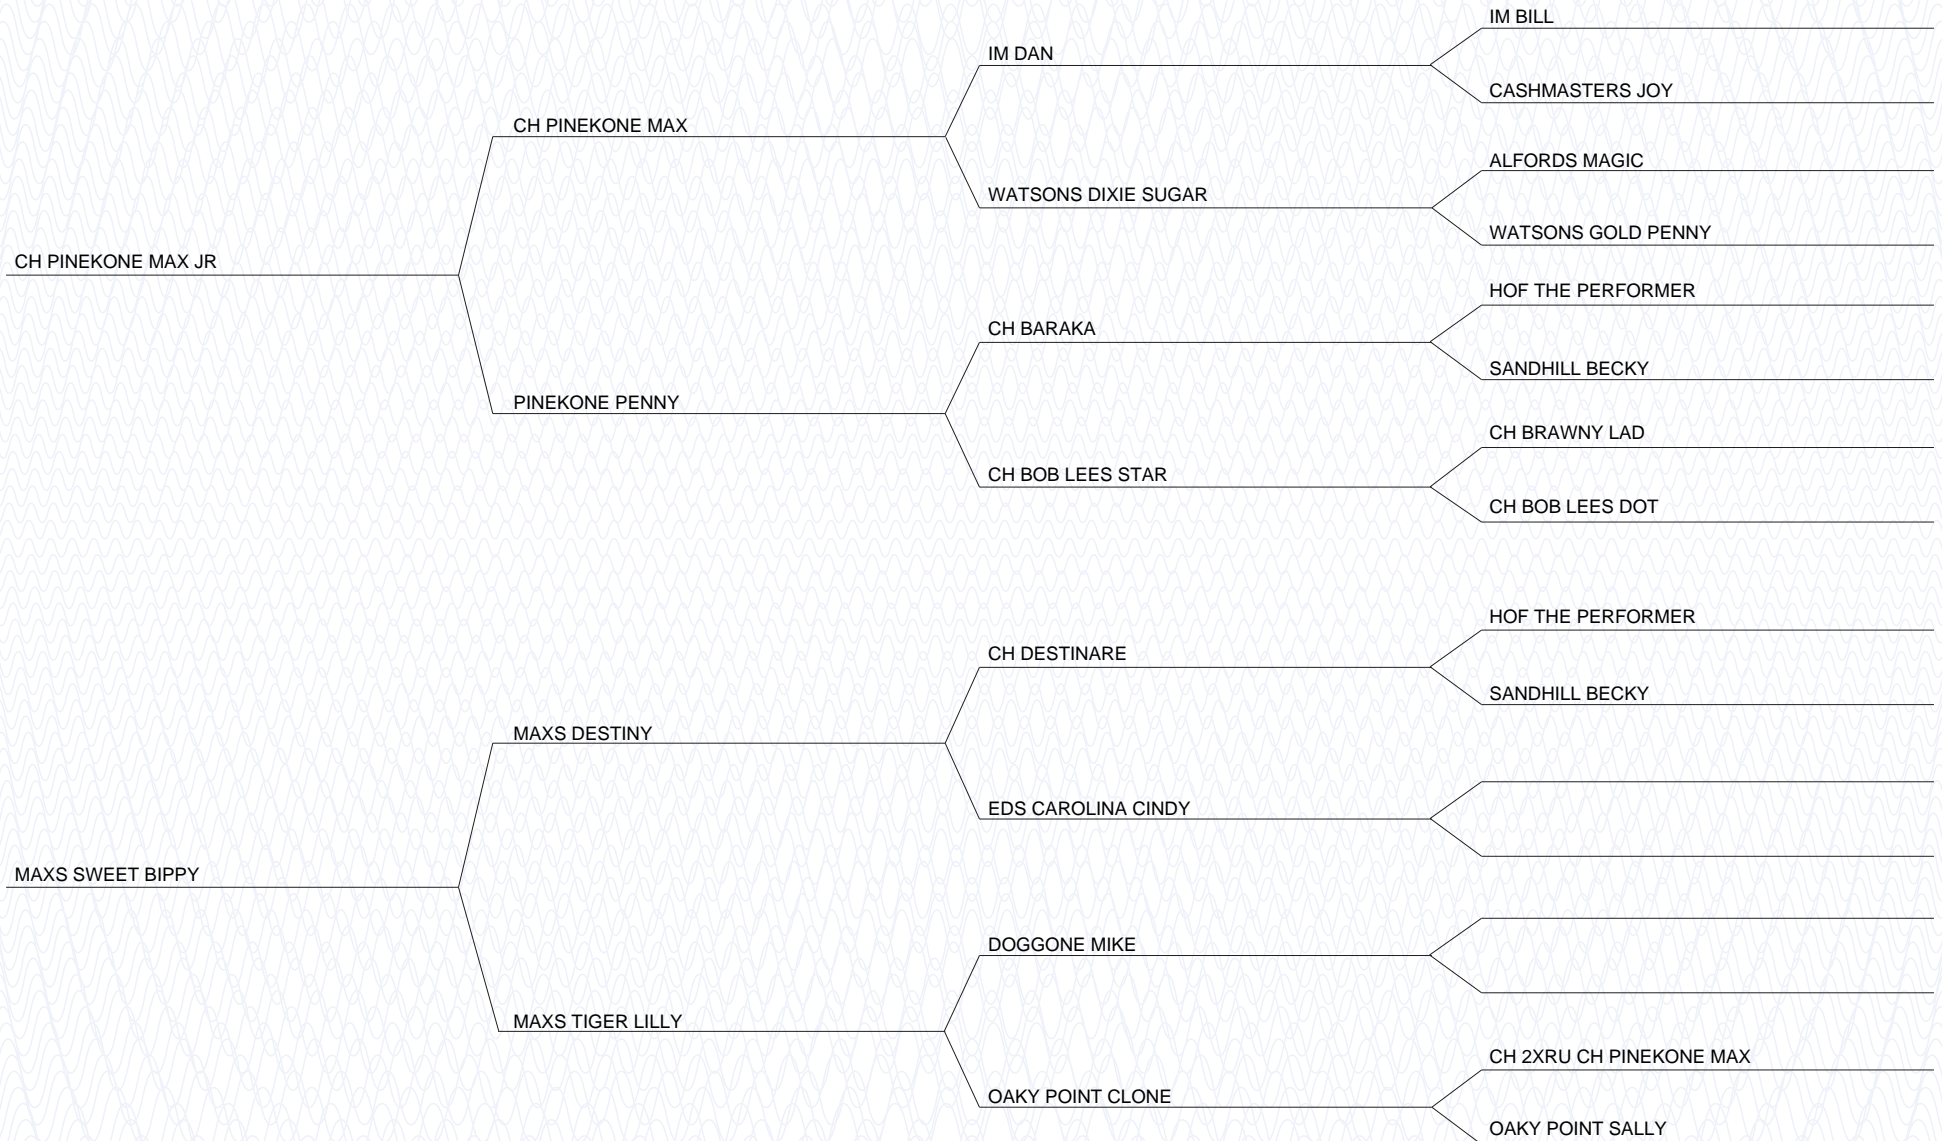 IM BILL
IM DAN
CASHMASTERS JOY
CH PINEKONE MAX
ALFORDS MAGIC
WATSONS DIXIE SUGAR
WATSONS GOLD PENNY
CH PINEKONE MAX JR
HOF THE PERFORMER
CH BARAKA
SANDHILL BECKY
PINEKONE PENNY
CH BRAWNY LAD
CH BOB LEES STAR
CH BOB LEES DOT
HOF THE PERFORMER
CH DESTINARE
SANDHILL BECKY
MAXS DESTINY
EDS CAROLINA CINDY
MAXS SWEET BIPPY
DOGGONE MIKE
MAXS TIGER LILLY
CH 2XRU CH PINEKONE MAX
OAKY POINT CLONE
OAKY POINT SALLY